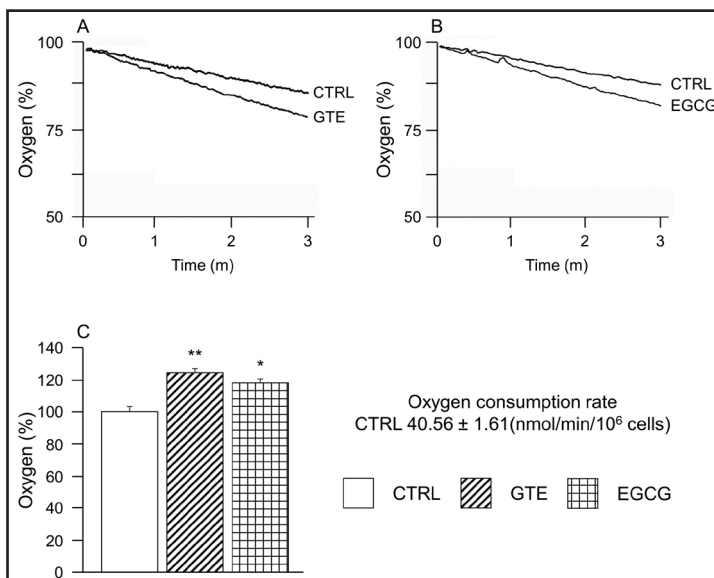 A
100
75
50
Oxygen (%)
CTRL
GTE
0 1 2 3
Time (m)
B
100
75
50
Oxygen (%)
CTRL
EGCG
0 1 2 3
Time (m)
C
140
120
100
80
60
40
20
0
Oxygen (%)
**
*
Oxygen consumption rate
CTRL 40.56 ± 1.61(nmol/min/10⁶ cells)
CTRL GTE EGCG